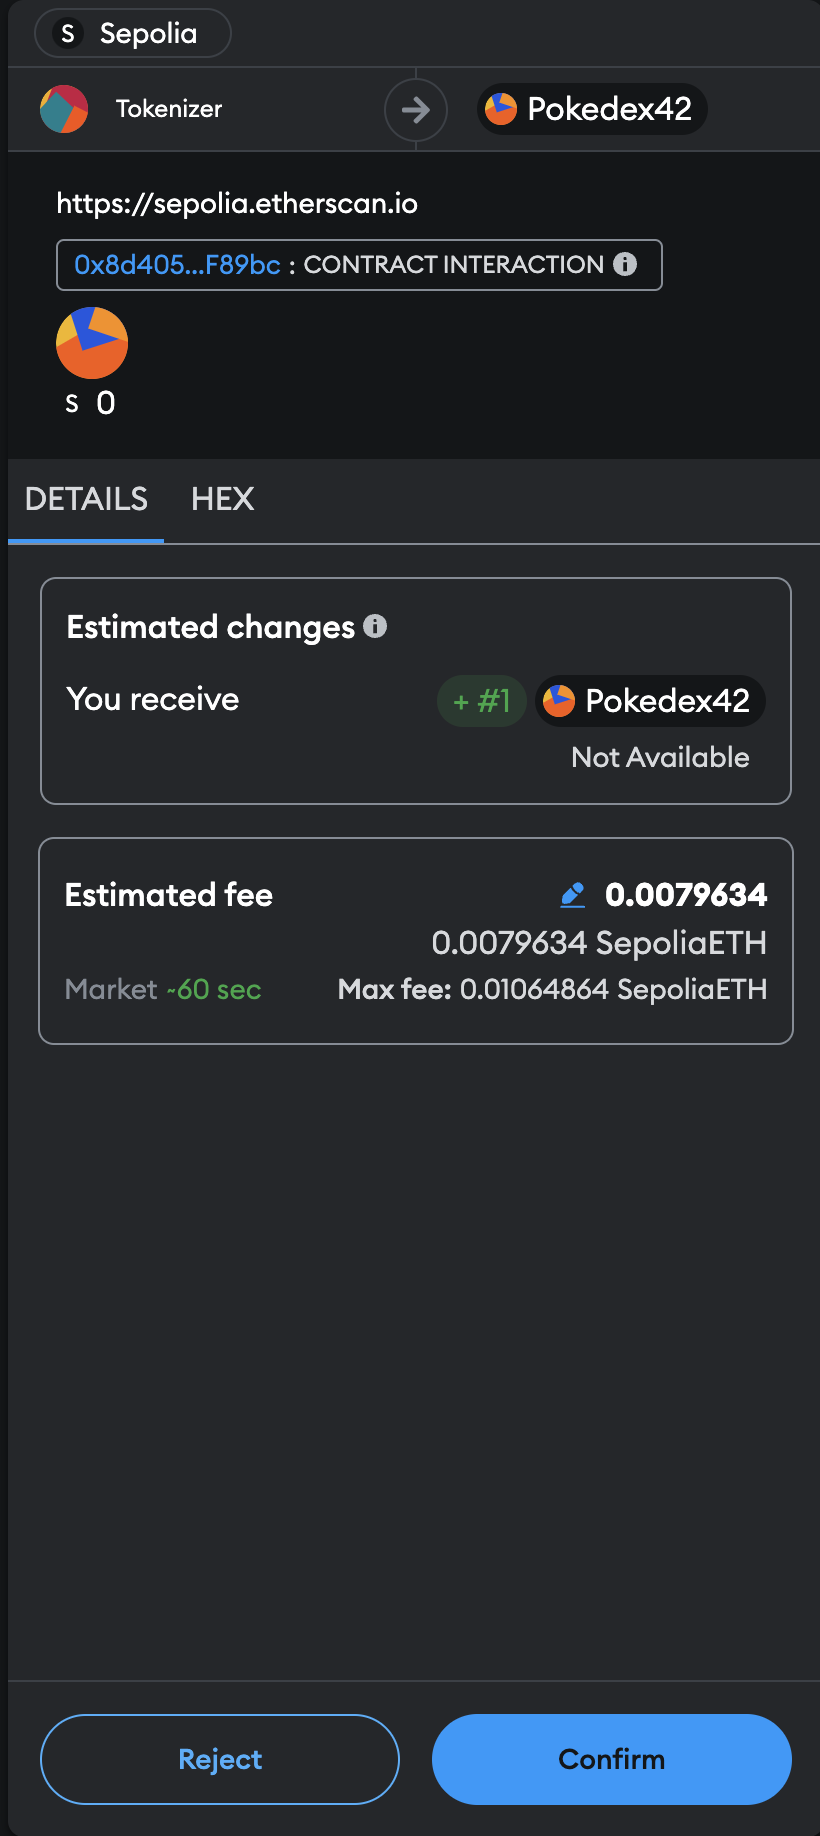 S Sepolia
Tokenizer
Pokedex42
https://sepolia.etherscan.io
0x8d405...F89bc : CONTRACT INTERACTION
S 0
DETAILS HEX
Estimated changes
You receive + #1 Pokedex42
Not Available
Estimated fee 0.0079634
0.0079634 SepoliaETH
Market ~60 sec Max fee: 0.01064864 SepoliaETH
Reject Confirm